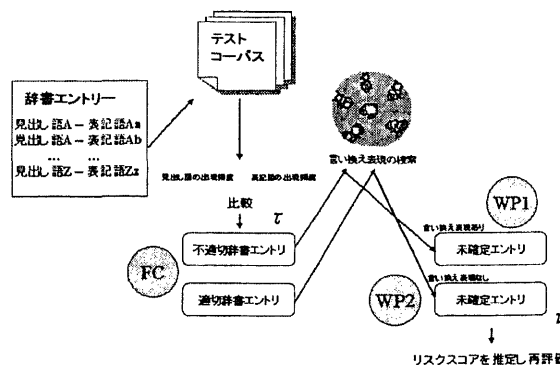 テスト
コーパス
辞書エントリー
見出し語A － 表記語Aa
見出し語A － 表記語Ab
… …
見出し語Z － 表記語Zz
言い換え表現の検索
見出し語の出現頻度 表記語の出現頻度
比較
τ
FC
不適切辞書エントリ
適切辞書エントリ
WP1
言い換え表現あり
未確定エントリ
WP2
言い換え表現なし
未確定エントリ
リスクスコアを推定し再評価